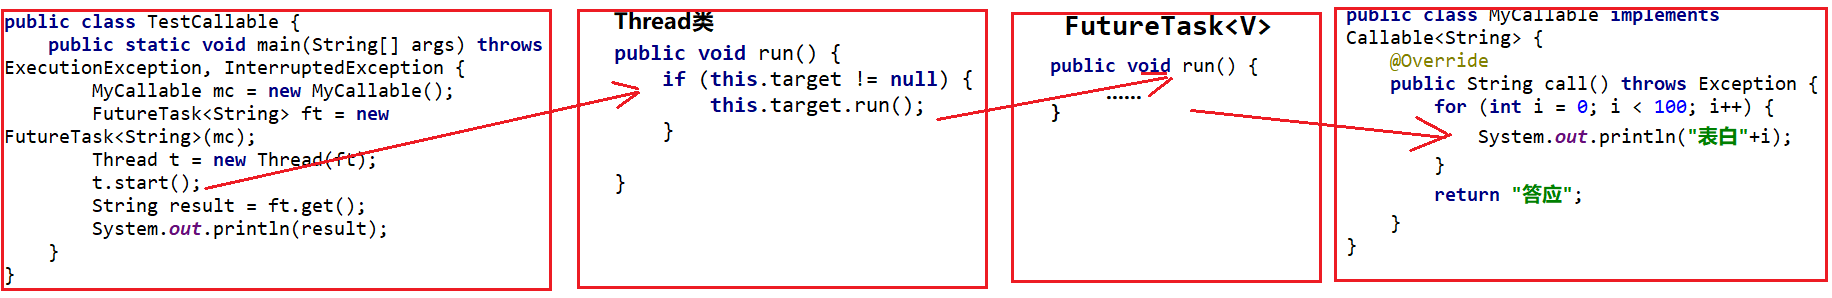 public class TestCallable {
public static void main(String[] args) throws
ExecutionException, InterruptedException {
MyCallable mc = new MyCallable();
FutureTask<String> ft = new
FutureTask<String>(mc);
Thread t = new Thread(ft);
t.start();
String result = ft.get();
System.out.println(result);
}
}
Thread类
public void run() {
if (this.target != null) {
this.target.run();
}
}
FutureTask<V>
public void run() {
......
}
public class MyCallable implements
Callable<String> {
@Override
public String call() throws Exception {
for (int i = 0; i < 100; i++) {
System.out.println("表白"+i);
}
return "答应";
}
}